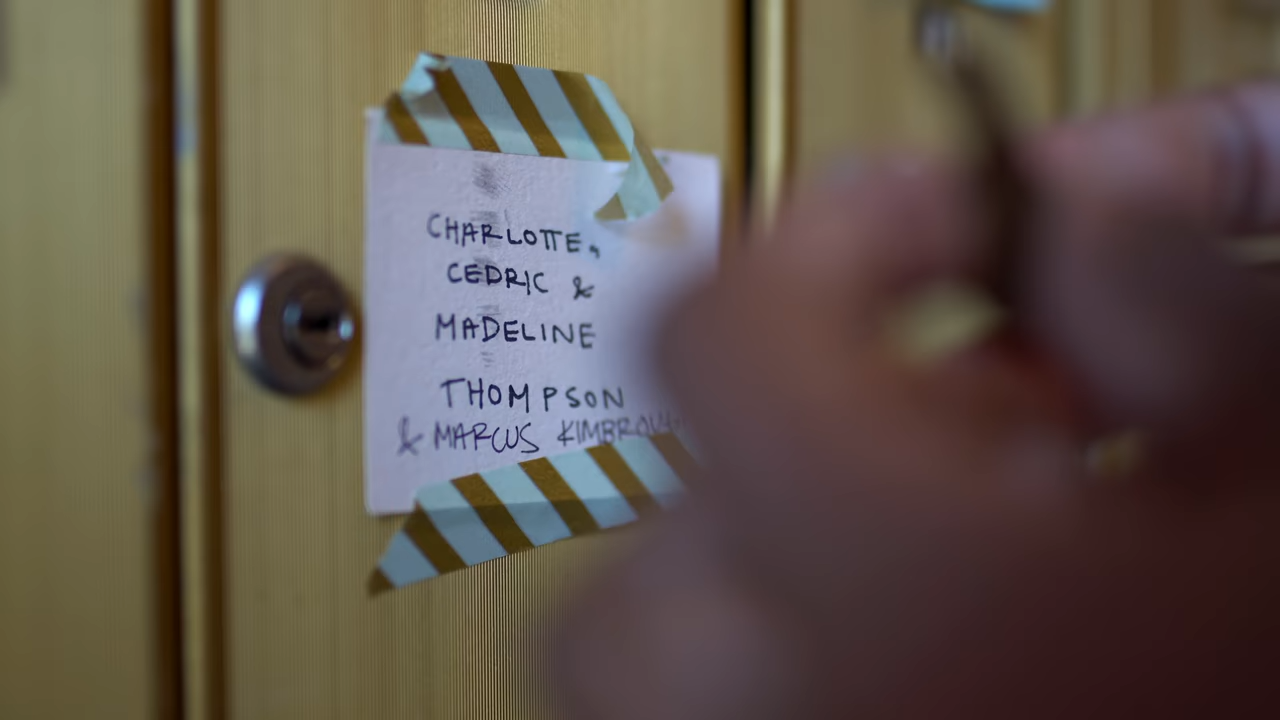 CHARLOTTE,
CEDRIC &
MADELINE
THOMPSON
& MARCUS